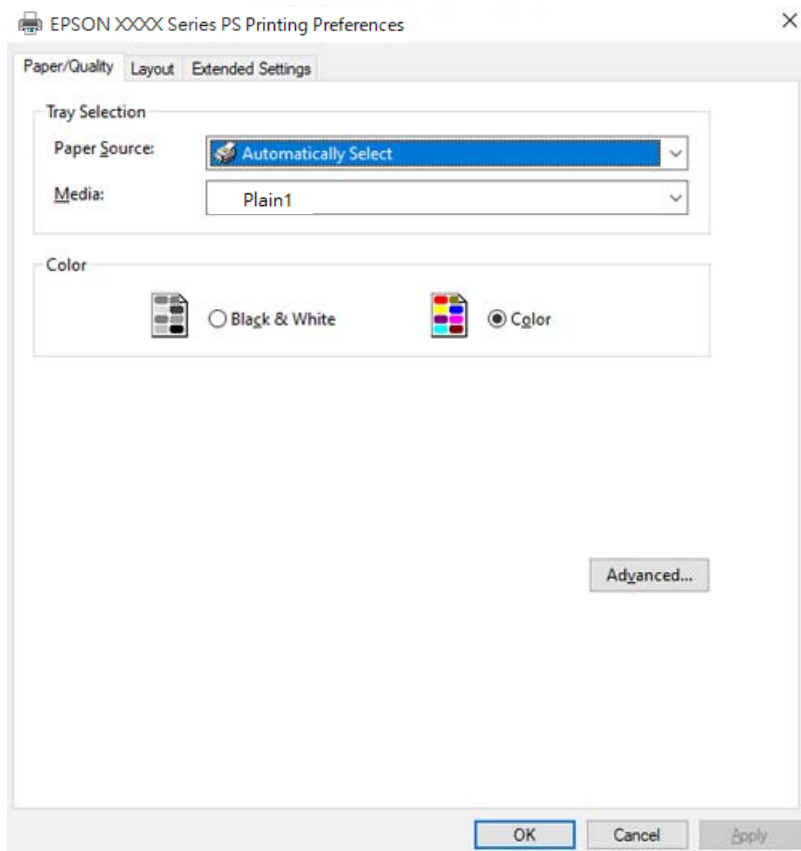 EPSON XXXX Series PS Printing Preferences
Paper/Quality Layout Extended Settings
Tray Selection
Paper Source: Automatically Select
Media: Plain1
Color
Black & White Color
Advanced...
OK Cancel Apply